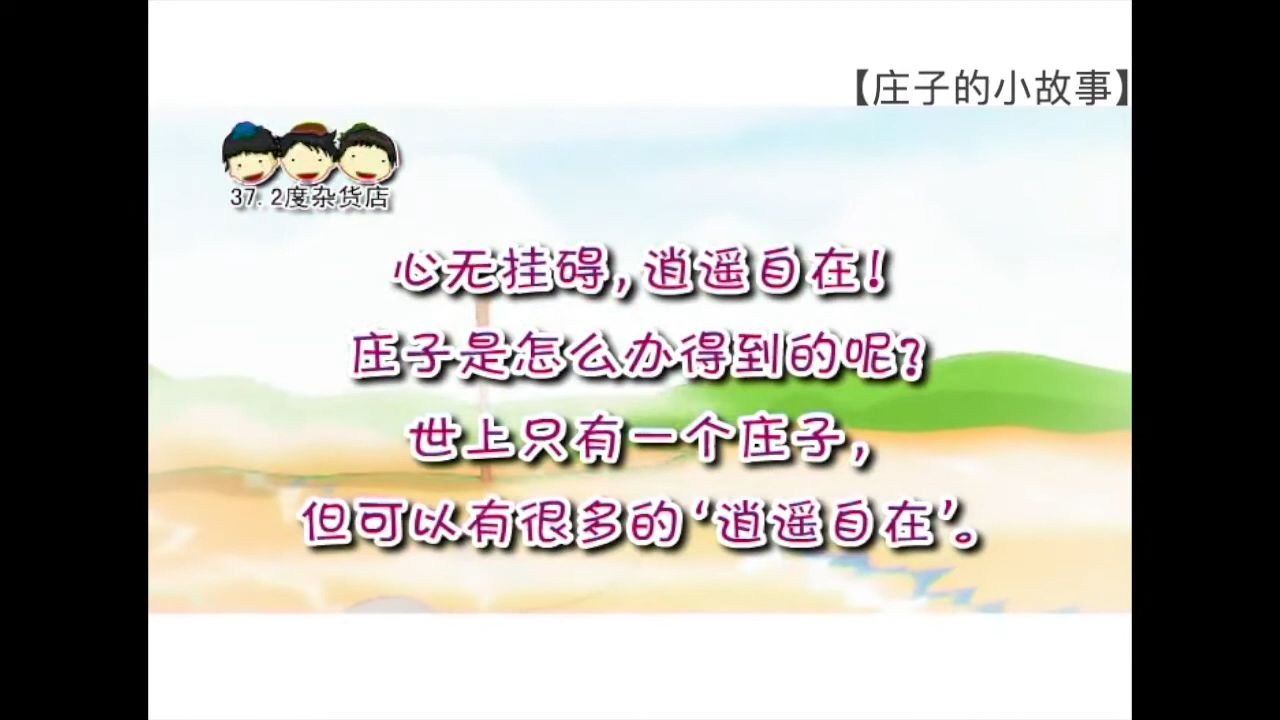 【庄子的小故事】
37.2度杂货店
心无挂碍,逍遥自在!
庄子是怎么办得到的呢?
世上只有一个庄子,
但可以有很多的‘逍遥自在’。